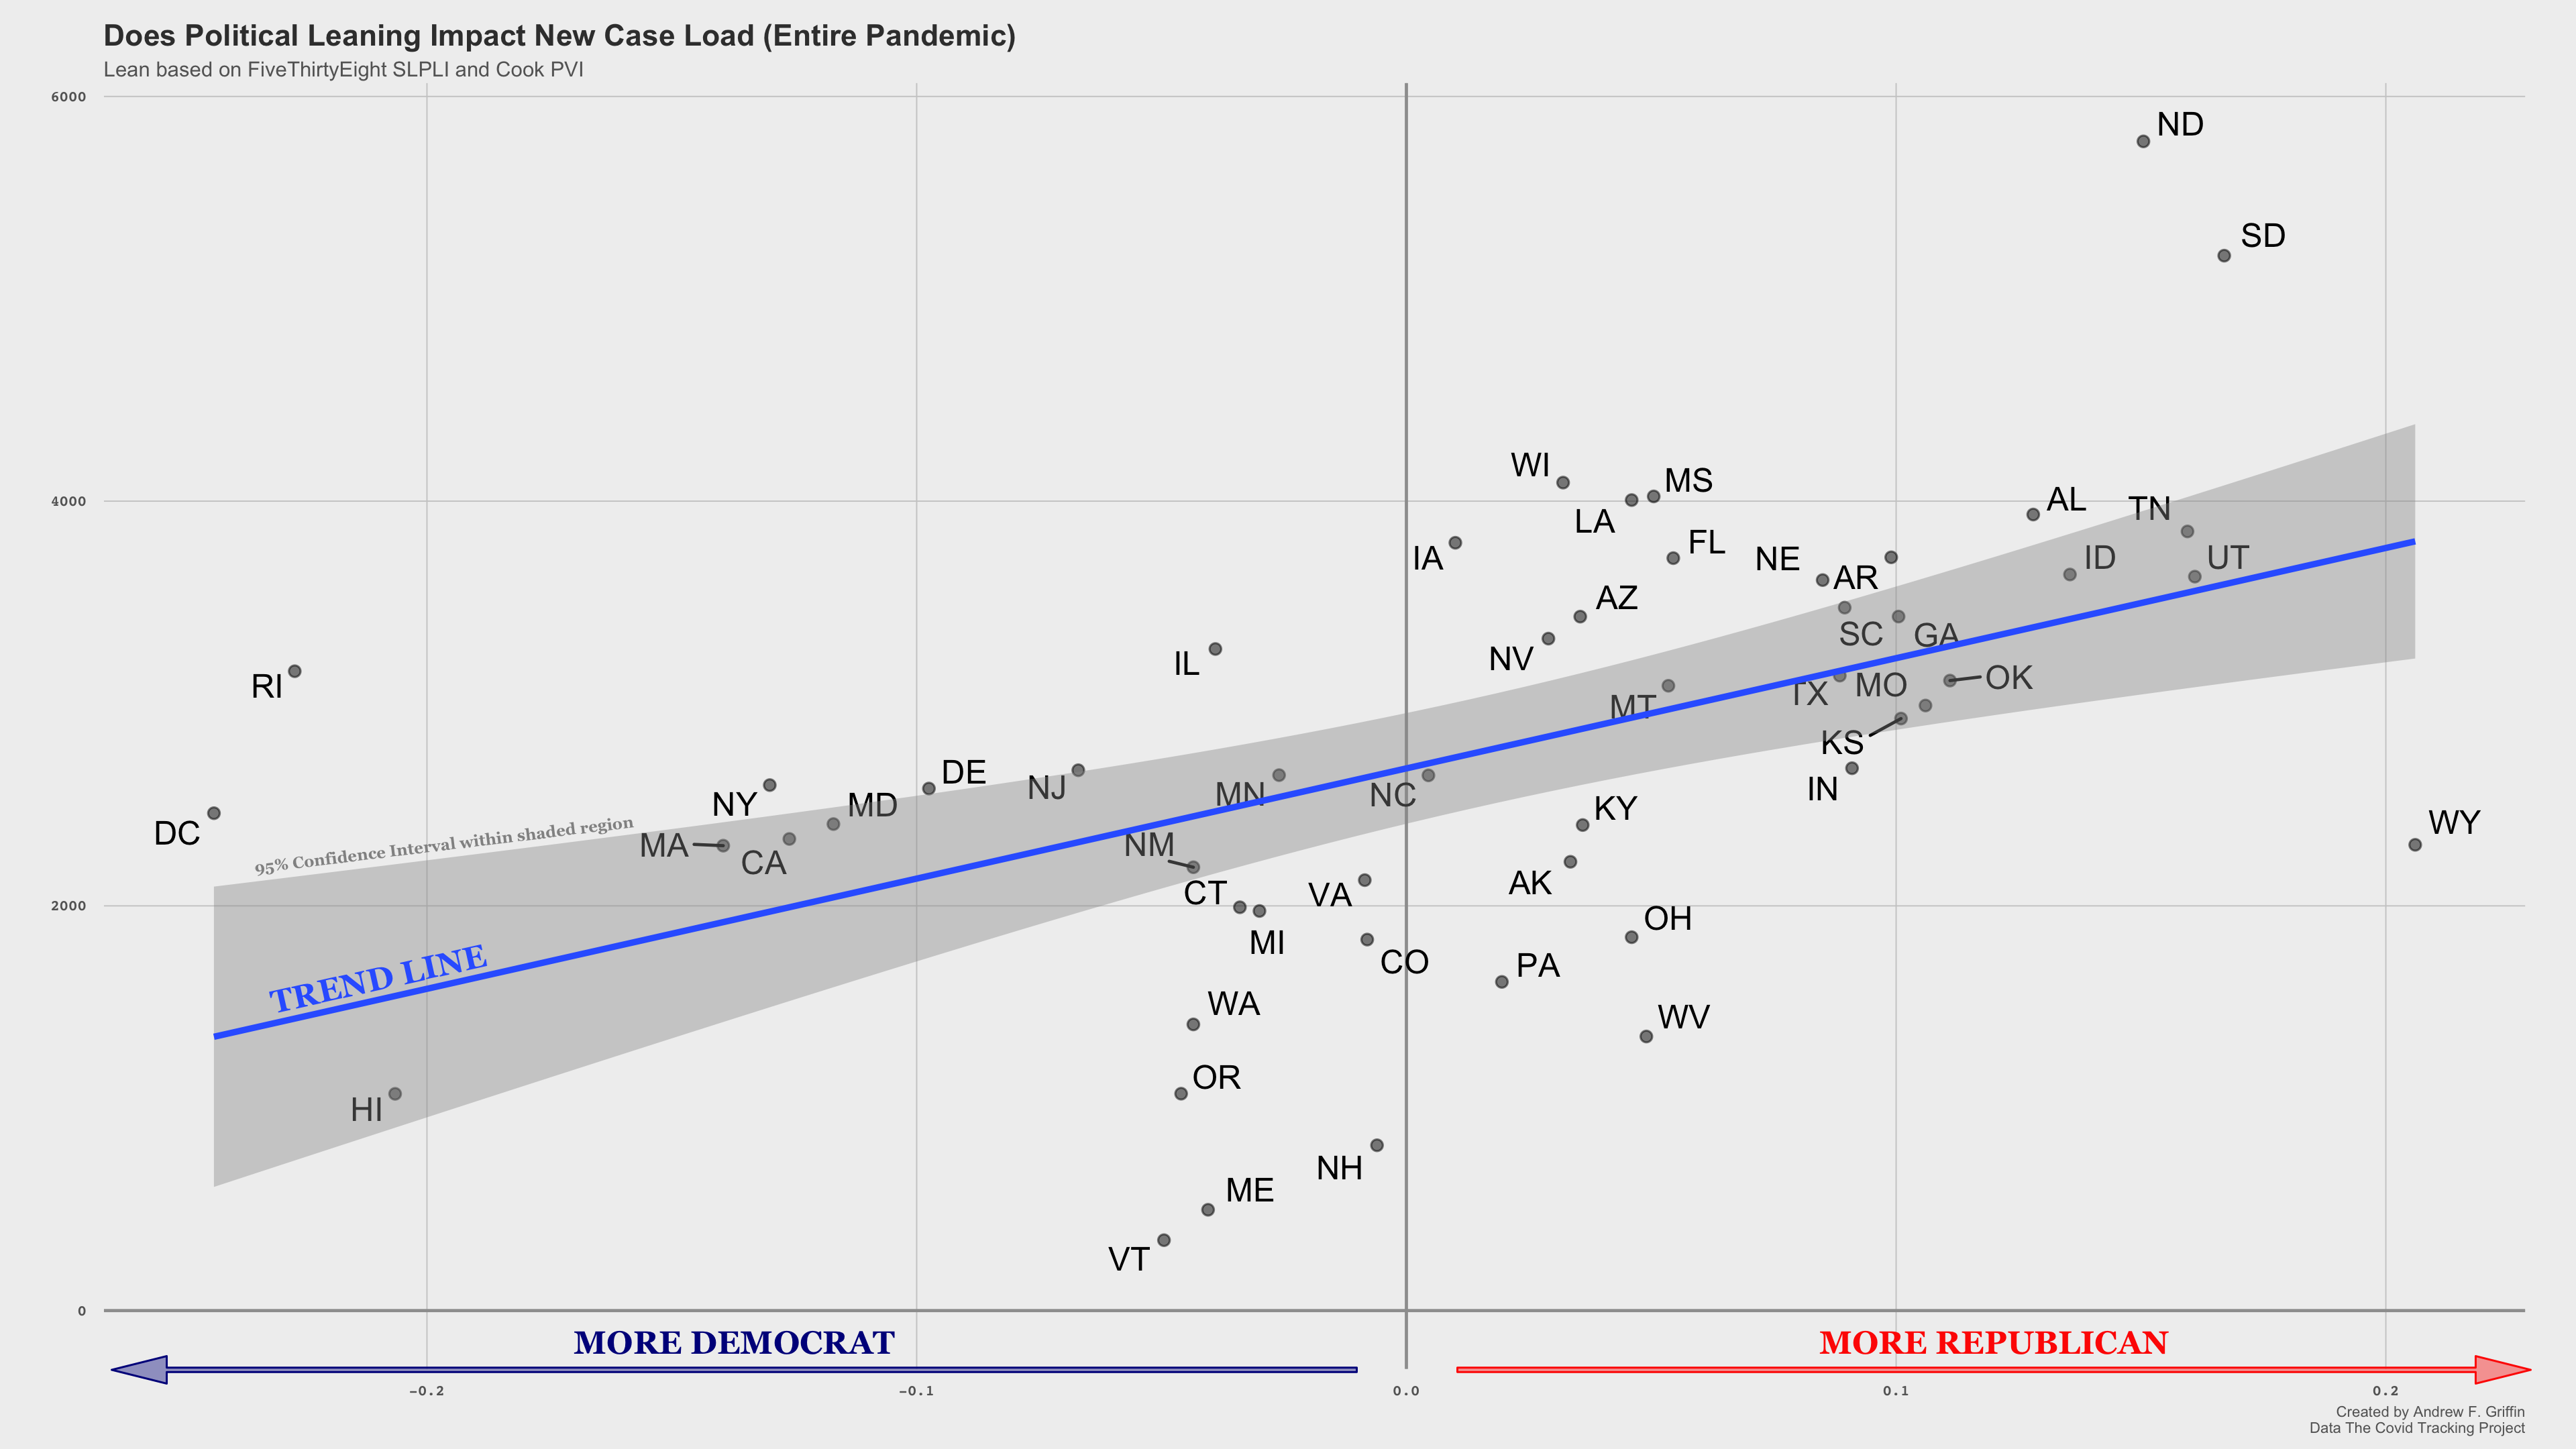 Does Political Leaning Impact New Case Load (Entire Pandemic)
Lean based on FiveThirtyEight SLPLI and Cook PVI
6000
ND
SD
WI
MS
4000
LA
AL
TN
IA
FL
NE
AR
ID
UT
AZ
SC
GA
NV
IL
RI
MT
TX
MO
OK
KS
DE
NJ
IN
MN
NC
NY
MD
KY
WY
DC
95% Confidence Interval within shaded region
MA
CA
NM
AK
CT
VA
2000
OH
MI
CO
PA
TREND LINE
WA
WV
OR
HI
NH
ME
VT
0
MORE DEMOCRAT
MORE REPUBLICAN
-0.2
-0.1
0.0
0.1
0.2
Created by Andrew F. Griffin
Data The Covid Tracking Project